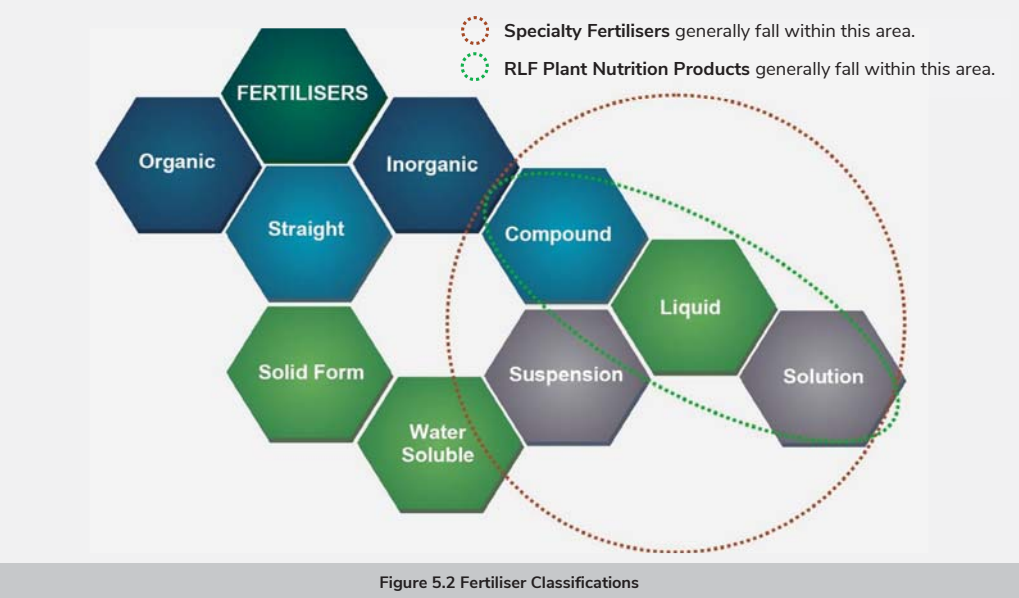 Specialty Fertilisers generally fall within this area.
RLF Plant Nutrition Products generally fall within this area.
FERTILISERS
Organic
Inorganic
Straight
Compound
Liquid
Solid Form
Suspension
Solution
Water
Soluble
Figure 5.2 Fertiliser Classifications